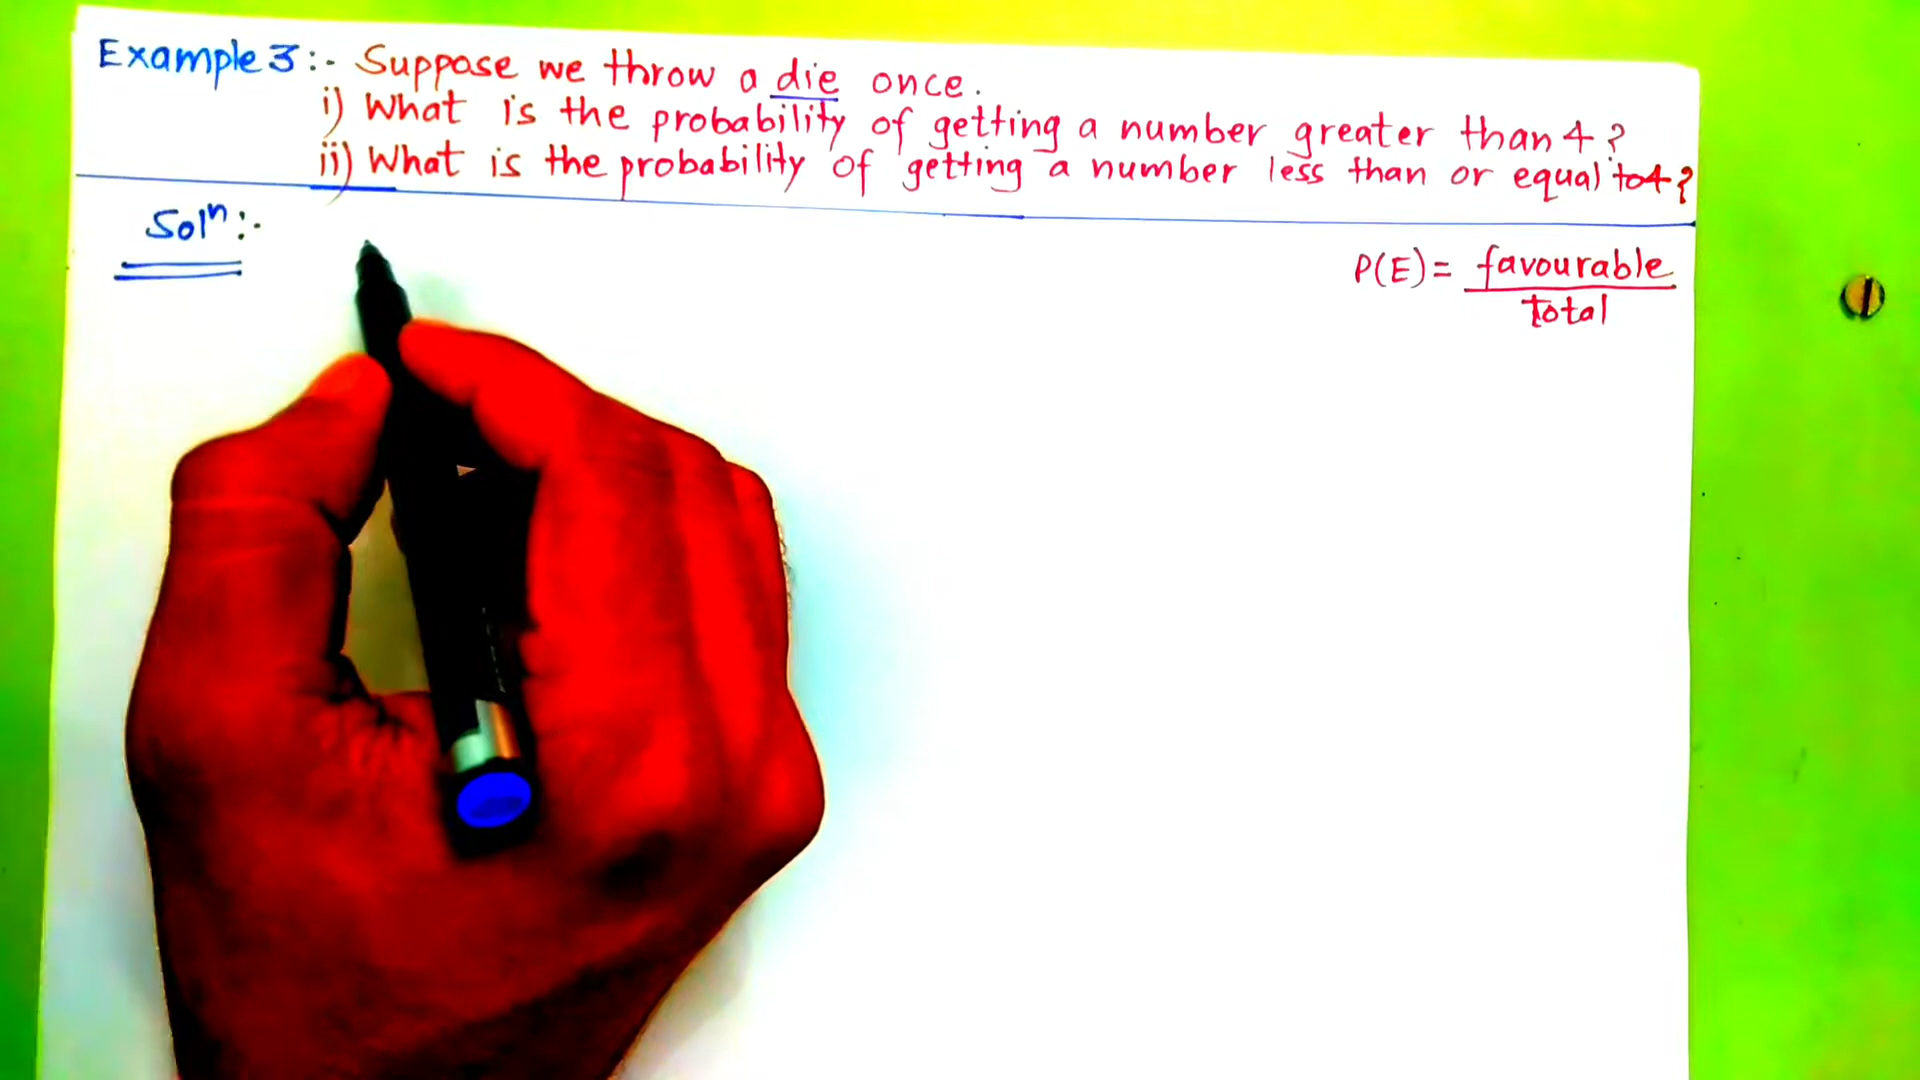 Example 3 :- Suppose we throw a die once.
i) What is the probability of getting a number greater than 4 ?
ii) What is the probability of getting a number less than or equal to 4 ?
Solⁿ :-
P(E) = favourable
total